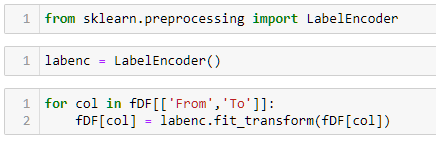 1 from sklearn.preprocessing import LabelEncoder
1 labenc = LabelEncoder()
1 for col in fDF[['From','To']]:
2     fDF[col] = labenc.fit_transform(fDF[col])